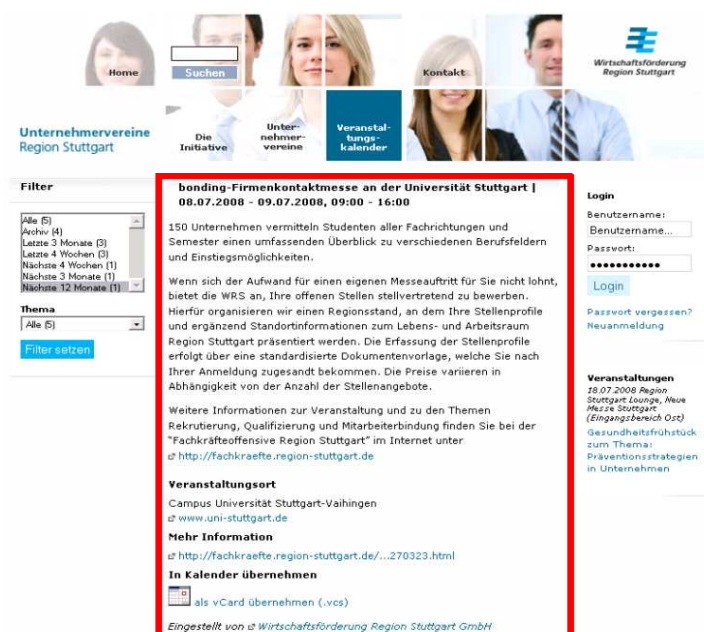 Home
Suchen
Kontakt
Wirtschaftsförderung
Region Stuttgart
Unternehmervereine
Region Stuttgart
Die
Initiative
Unter-
nehmer-
vereine
Veranstal-
tungs-
kalender
Filter
Alle (5)
Archiv (4)
Letzte 3 Monate (3)
Letzte 4 Wochen (3)
Nächste 4 Wochen (1)
Nächste 3 Monate (1)
Nächste 12 Monate (1)
Thema
Alle (5)
Filter setzen
bonding-Firmenkontaktmesse an der Universität Stuttgart |
08.07.2008 - 09.07.2008, 09:00 - 16:00
150 Unternehmen vermitteln Studenten aller Fachrichtungen und
Semester einen umfassenden Überblick zu verschiedenen Berufsfeldern
und Einstiegsmöglichkeiten.
Wenn sich der Aufwand für einen eigenen Messeauftritt für Sie nicht lohnt,
bietet die WRS an, Ihre offenen Stellen stellvertretend zu bewerben.
Hierfür organisieren wir einen Regionsstand, an dem Ihre Stellenprofile
und ergänzend Standortinformationen zum Lebens- und Arbeitsraum
Region Stuttgart präsentiert werden. Die Erfassung der Stellenprofile
erfolgt über eine standardisierte Dokumentenvorlage, welche Sie nach
Ihrer Anmeldung zugesandt bekommen. Die Preise variieren in
Abhängigkeit von der Anzahl der Stellenangebote.
Weitere Informationen zur Veranstaltung und zu den Themen
Rekrutierung, Qualifizierung und Mitarbeiterbindung finden Sie bei der
"Fachkräfteoffensive Region Stuttgart" im Internet unter
http://fachkraefte.region-stuttgart.de
Veranstaltungsort
Campus Universität Stuttgart-Vaihingen
www.uni-stuttgart.de
Mehr Information
http://fachkraefte.region-stuttgart.de/...270323.html
In Kalender übernehmen
als vCard übernehmen (.vcs)
Eingestellt von Wirtschaftsförderung Region Stuttgart GmbH
Login
Benutzername:
Benutzername...
Passwort:
Login
Passwort vergessen?
Neuanmeldung
Veranstaltungen
18.07.2008 Region
Stuttgart Lounge, Neue
Messe Stuttgart
(Eingangsbereich Ost)
Gesundheitsfrühstück
zum Thema:
Präventionsstrategien
in Unternehmen